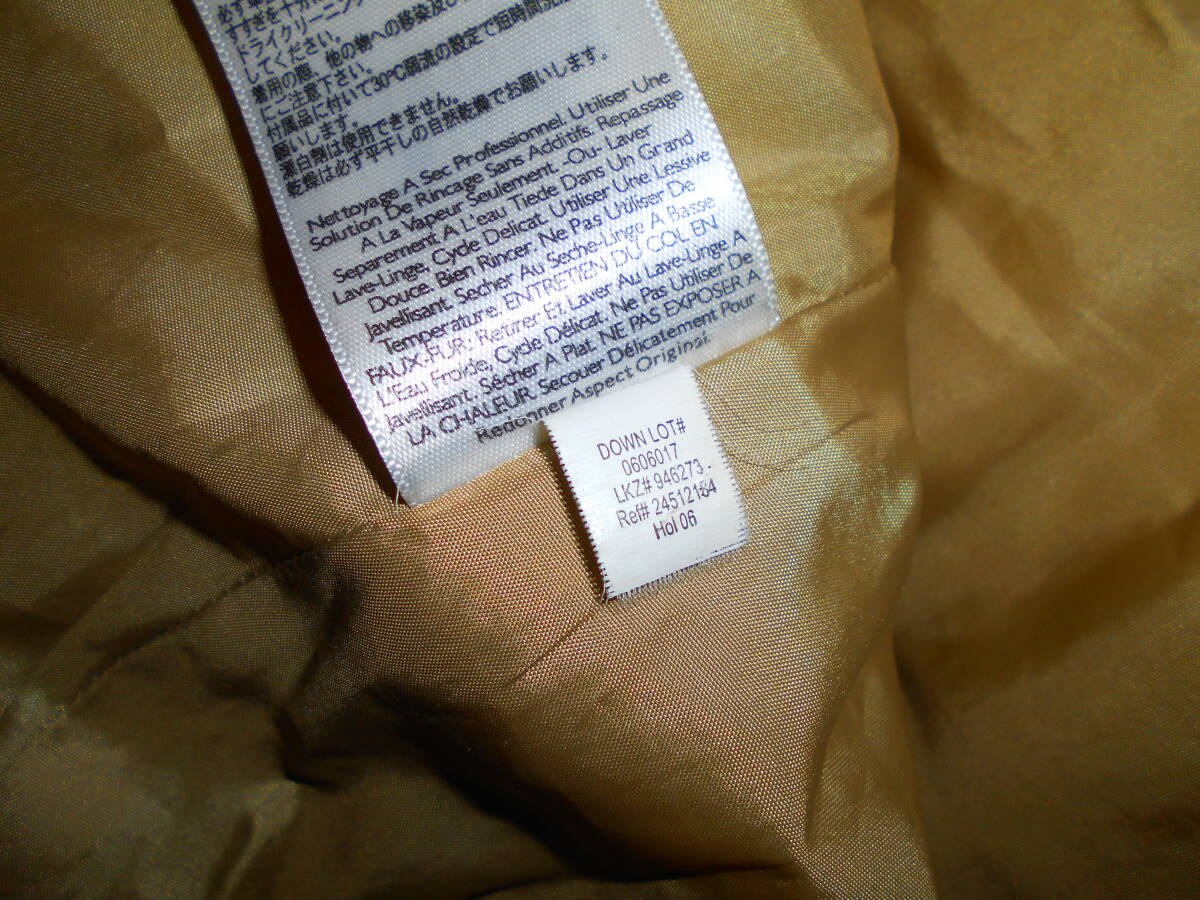 すすぎを十分に
ドライクリーニング
してください。
着用の際、他の物への移染及び
にご注意下さい。
付属品に付いて30℃弱流の設定で短時間洗
願いします。
漂白剤は使用できません。
乾燥は必ず平干しの自然乾燥でお願いします。
Nettoyage A Sec Professionnel. Utiliser Une
Solution De Rincage Sans Additifs. Repassage
A La Vapeur Seulement. -Ou- Laver
Separement A L'eau Tiede Dans Un Grand
Lave-Linge, Cycle Delicat. Utiliser Une Lessive
Douce. Bien Rincer. Ne Pas Utiliser De
Javellisant. Sécher Au Seche-Linge A Basse
Temperature. ENTRETIEN DU COL EN
FAUX-FUR- Retirer Et Laver Au Lave-Linge A
L'Eau Froide, Cycle Délicat. Ne Pas Utiliser De
Javellisant. Sécher A Plat. NE PAS EXPOSER A
LA CHALEUR. Secouer Délicatement Pour
Redonner Aspect Original.
DOWN LOT#
0606017
LKZ# 946273
Ref# 24512184
Hol 06